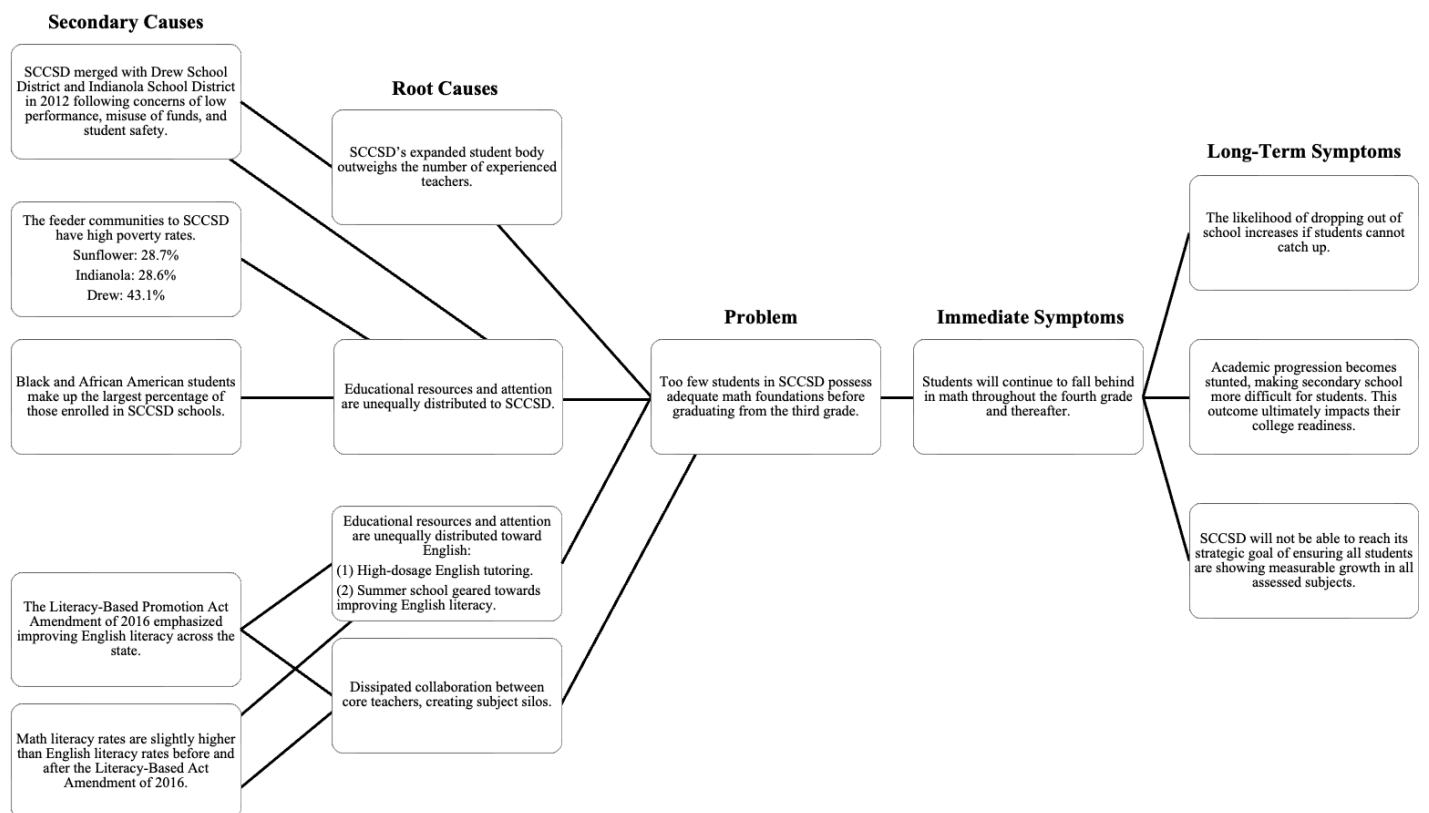 Secondary Causes
SCCSD merged with Drew School
District and Indianola School District
in 2012 following concerns of low
performance, misuse of funds, and
student safety.
The feeder communities to SCCSD
have high poverty rates.
Sunflower: 28.7%
Indianola: 28.6%
Drew: 43.1%
Black and African American students
make up the largest percentage of
those enrolled in SCCSD schools.
The Literacy-Based Promotion Act
Amendment of 2016 emphasized
improving English literacy across the
state.
Math literacy rates are slightly higher
than English literacy rates before and
after the Literacy-Based Act
Amendment of 2016.
Root Causes
SCCSD’s expanded student body
outweighs the number of experienced
teachers.
Educational resources and attention
are unequally distributed to SCCSD.
Educational resources and attention
are unequally distributed toward
English:
(1) High-dosage English tutoring.
(2) Summer school geared towards
improving English literacy.
Dissipated collaboration between
core teachers, creating subject silos.
Problem
Too few students in SCCSD possess
adequate math foundations before
graduating from the third grade.
Immediate Symptoms
Students will continue to fall behind
in math throughout the fourth grade
and thereafter.
Long-Term Symptoms
The likelihood of dropping out of
school increases if students cannot
catch up.
Academic progression becomes
stunted, making secondary school
more difficult for students. This
outcome ultimately impacts their
college readiness.
SCCSD will not be able to reach its
strategic goal of ensuring all students
are showing measurable growth in all
assessed subjects.